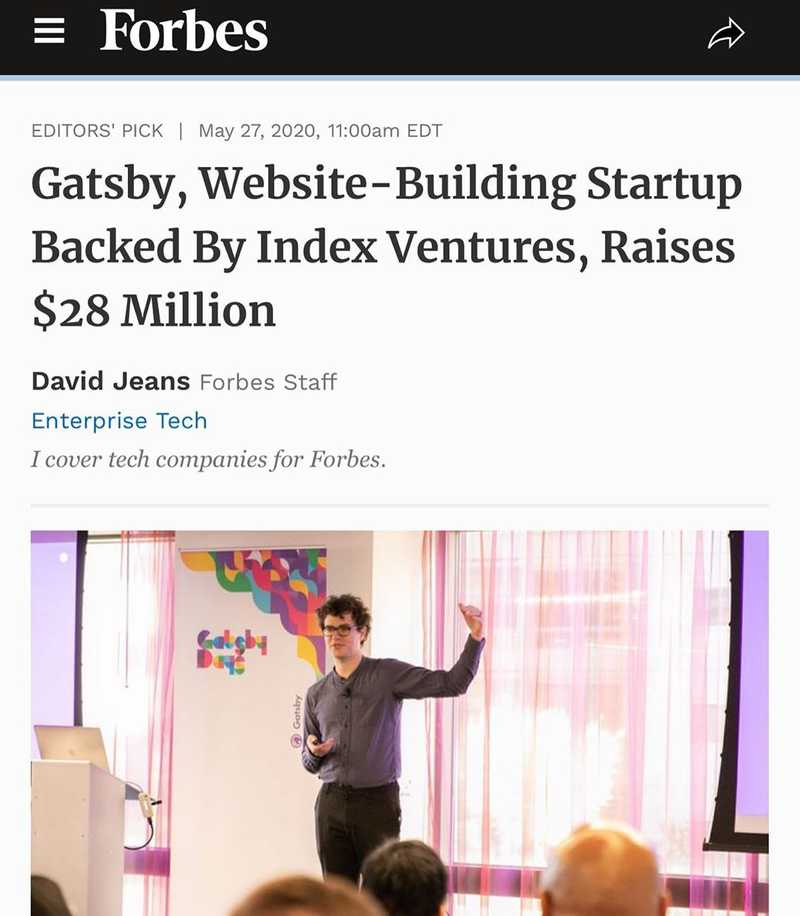 Forbes
EDITORS' PICK | May 27, 2020, 11:00am EDT
Gatsby, Website-Building Startup
Backed By Index Ventures, Raises
$28 Million
David Jeans Forbes Staff
Enterprise Tech
I cover tech companies for Forbes.
Gatsby
Days
Gatsby